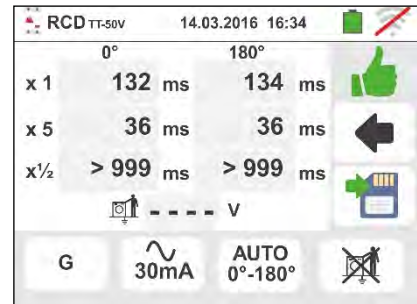 RCD TT-50V 14.03.2016 16:34
0° 180°
x 1 132 ms 134 ms
x 5 36 ms 36 ms
x½ > 999 ms > 999 ms
- - - - V
G 30mA AUTO
0°-180°